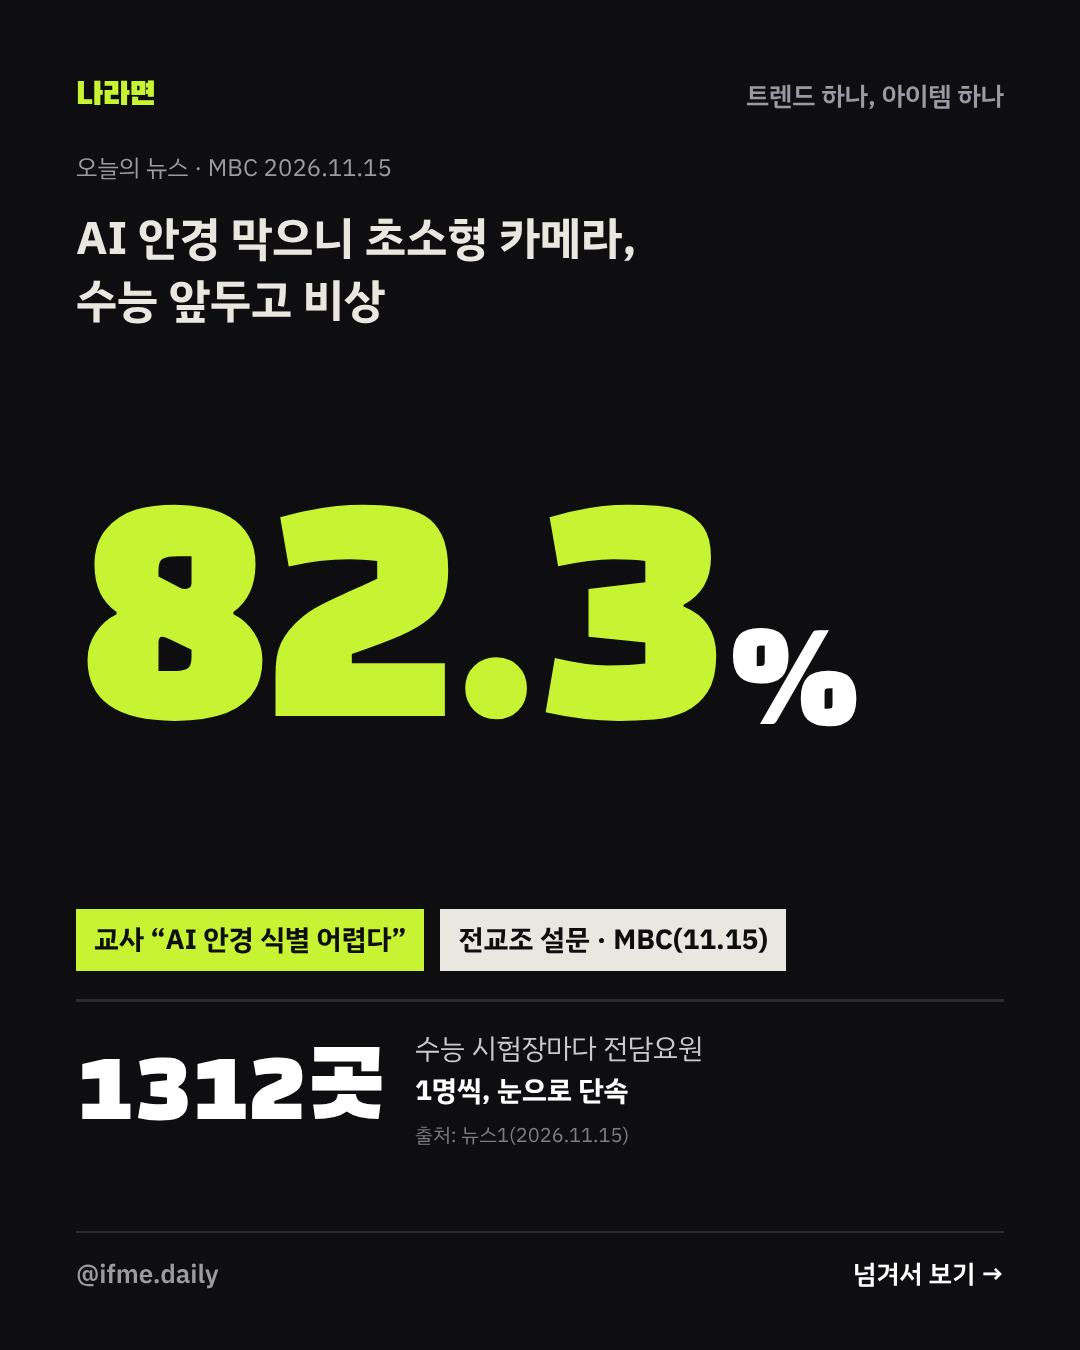 나라면
트렌드 하나, 아이템 하나
오늘의 뉴스 · MBC 2026.11.15
AI 안경 막으니 초소형 카메라,
수능 앞두고 비상
82.3%
교사 “AI 안경 식별 어렵다”
전교조 설문 · MBC(11.15)
1312곳
수능 시험장마다 전담요원
1명씩, 눈으로 단속
출처: 뉴스1(2026.11.15)
@ifme.daily
넘겨서 보기 →